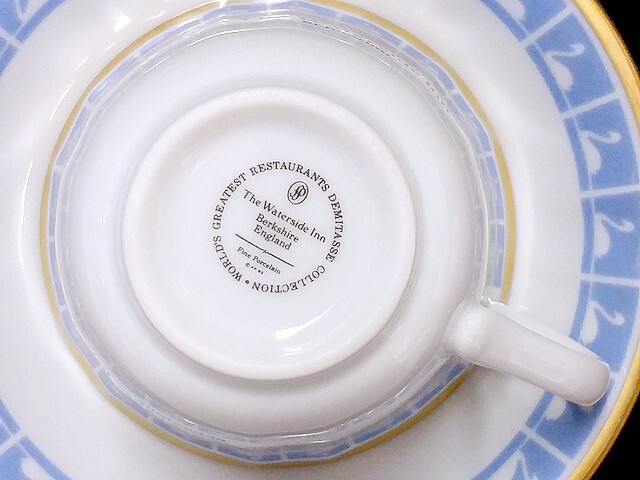 WORLD'S GREATEST RESTAURANTS DEMITASSE COLLECTION •
The Waterside Inn
Berkshire
England
Fine Porcelain
©